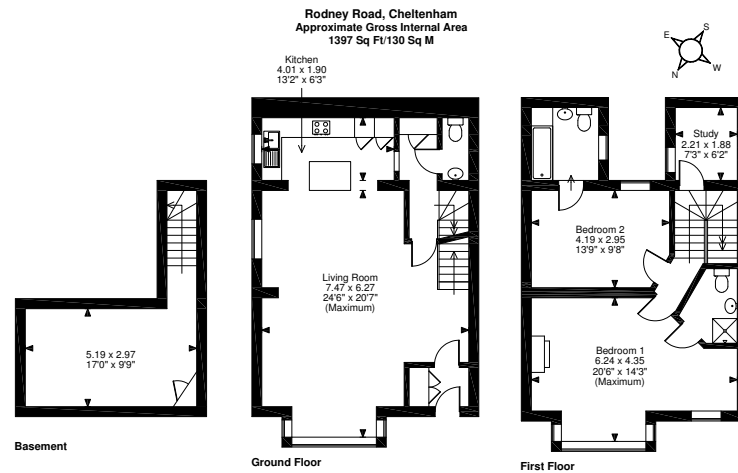 Rodney Road, Cheltenham
Approximate Gross Internal Area
1397 Sq Ft/130 Sq M
E
S
N
W
Kitchen
4.01 x 1.90
13'2" x 6'3"
Living Room
7.47 x 6.27
24'6" x 20'7"
(Maximum)
Study
2.21 x 1.88
7'3" x 6'2"
Bedroom 2
4.19 x 2.95
13'9" x 9'8"
Bedroom 1
6.24 x 4.35
20'6" x 14'3"
(Maximum)
5.19 x 2.97
17'0" x 9'9"
Basement
Ground Floor
First Floor